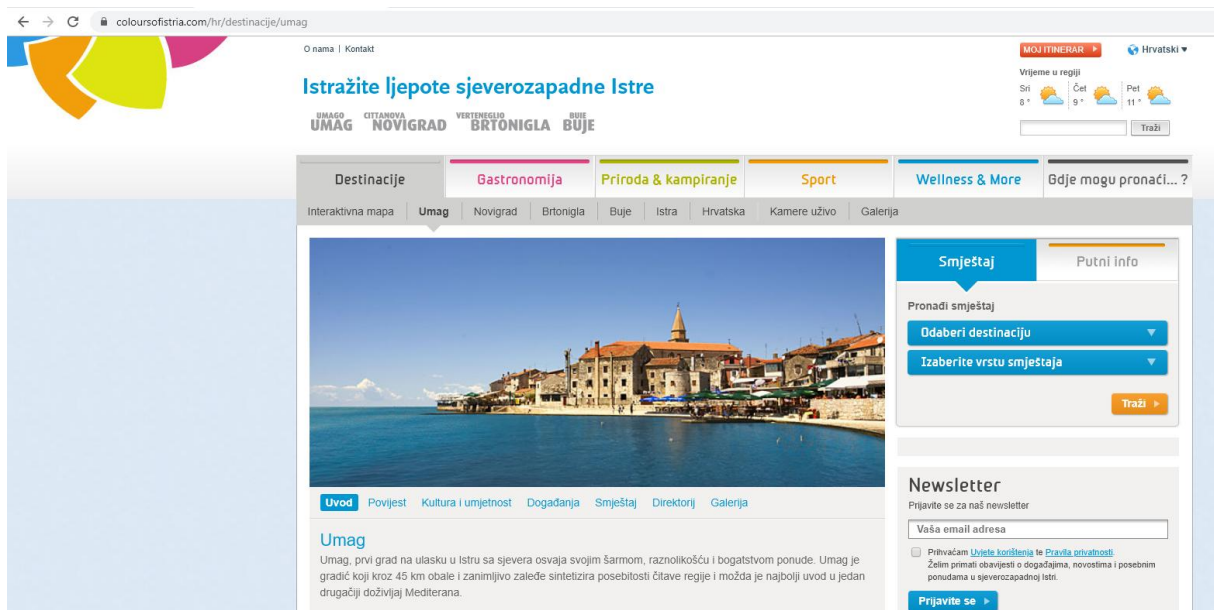 coloursofistria.com/hr/destinacije/umag
O nama | Kontakt
MOJ ITINERAR
Hrvatski
Istražite ljepote sjeverozapadne Istre
Vrijeme u regiji
Sri Čet Pet
8 ° 9 ° 11 °
UMAGO CITTANOVA VERTENEGLIO BUIE
UMAG NOVIGRAD BRTONIGLA BUJE
Traži
Destinacije Gastronomija Priroda & kampiranje Sport Wellness & More Gdje mogu pronaći... ?
Interaktivna mapa Umag Novigrad Brtonigla Buje Istra Hrvatska Kamere uživo Galerija
Smještaj Putni info
Pronađi smještaj
Odaberi destinaciju
Izaberite vrstu smještaja
Traži
Uvod Povijest Kultura i umjetnost Događanja Smještaj Direktorij Galerija
Umag
Umag, prvi grad na ulasku u Istru sa sjevera osvaja svojim šarmom, raznolikošću i bogatstvom ponude. Umag je
gradić koji kroz 45 km obale i zanimljivo zaleđe sintetizira posebitosti čitave regije i možda je najbolji uvod u jedan
drugačiji doživljaj Mediterana.
Newsletter
Prijavite se za naš newsletter
Vaša email adresa
Prihvaćam Uvjete korištenja te Pravila privatnosti.
Želim primati obavijesti o događajima, novostima i posebnim
ponudama u sjeverozapadnoj Istri.
Prijavite se